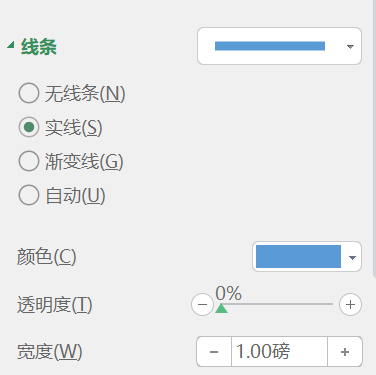 线条
无线条(N)
实线(S)
渐变线(G)
自动(U)
颜色(C)
透明度(T) 0%
宽度(W) 1.00磅